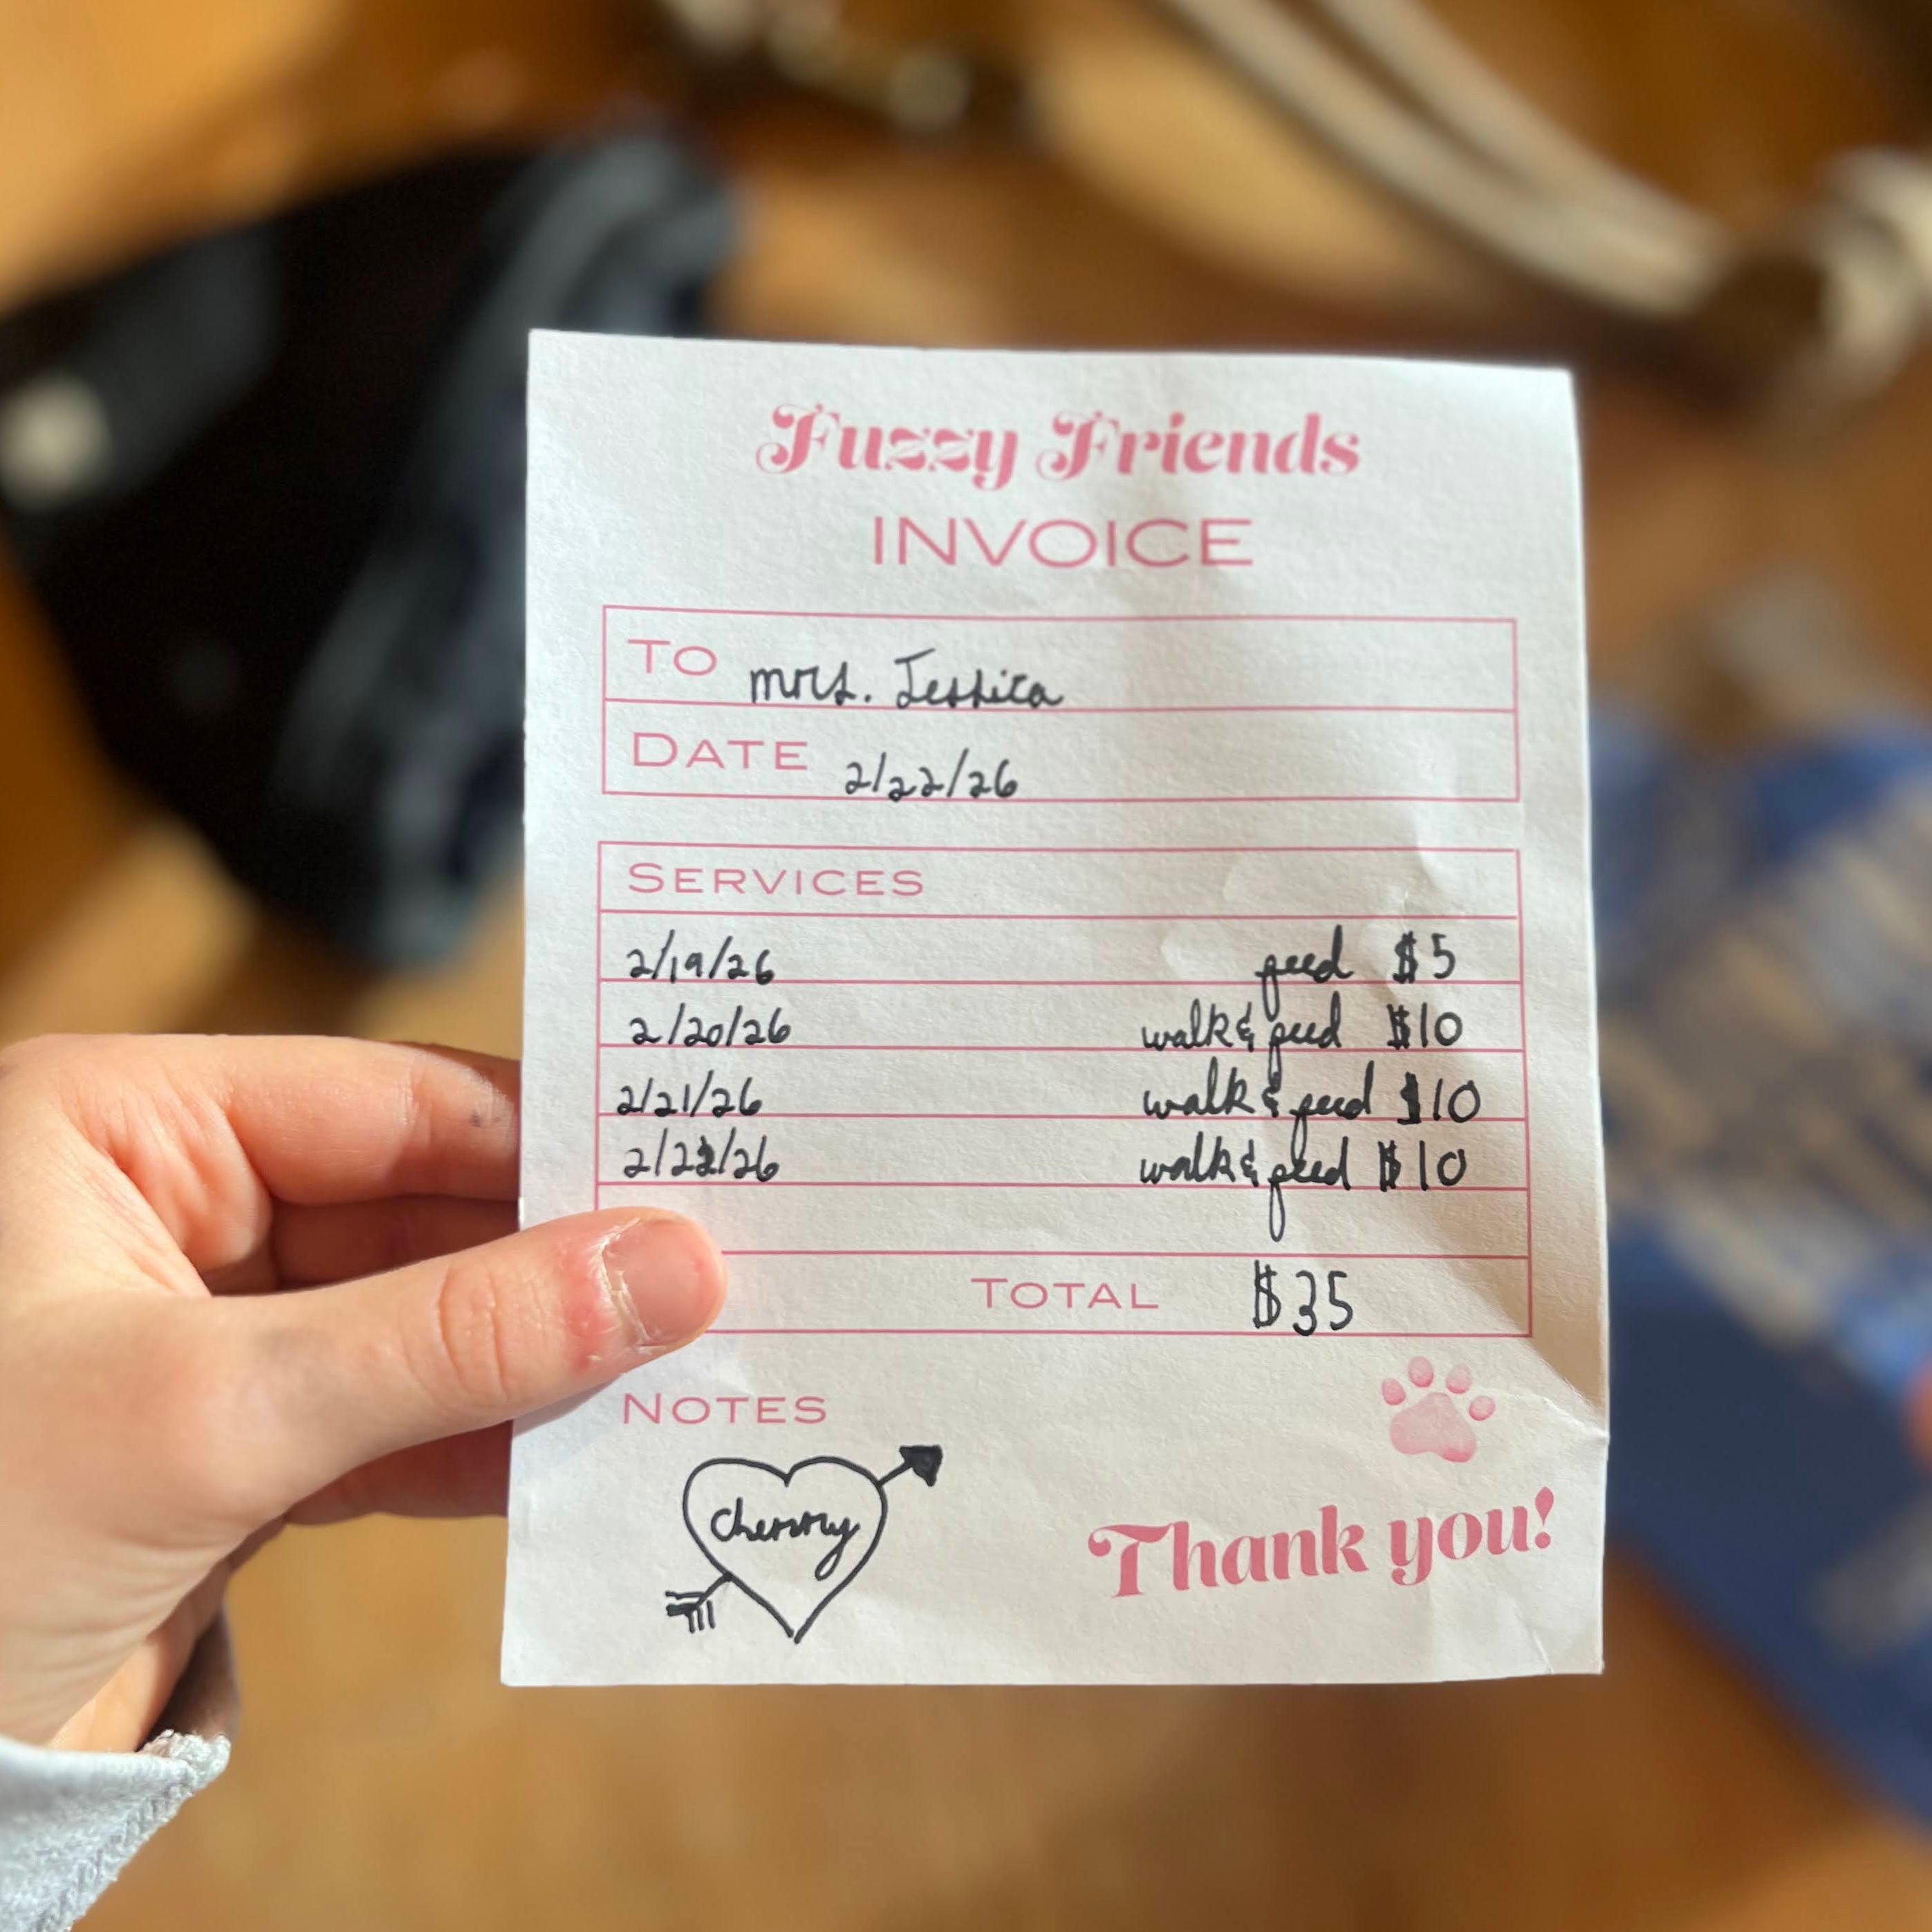 Fuzzy Friends
INVOICE
TO mrs. Jessica
DATE 2/22/26
SERVICES
2/19/26 feed $5
2/20/26 walk & feed $10
2/21/26 walk & feed $10
2/22/26 walk & feed $10
TOTAL $35
NOTES
cherry
Thank you!